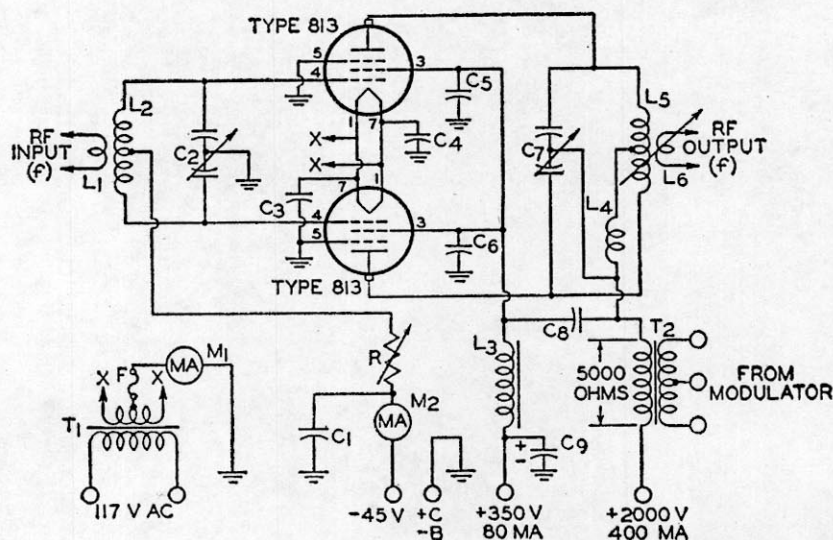 TYPE 813
5
4
3
C5
L2
C2
RF
INPUT
(f)
L1
1
7
X
X
C4
7
1
C3
4
5
3
C6
TYPE 813
C7
L5
RF
OUTPUT
(f)
L6
L4
C8
T2
L3
5000
OHMS
FROM
MODULATOR
R
M1
MA
F
X
X
T1
M2
MA
C1
+
-
C9
117 V AC
-45 V
+C
-B
+350 V
80 MA
+2000 V
400 MA